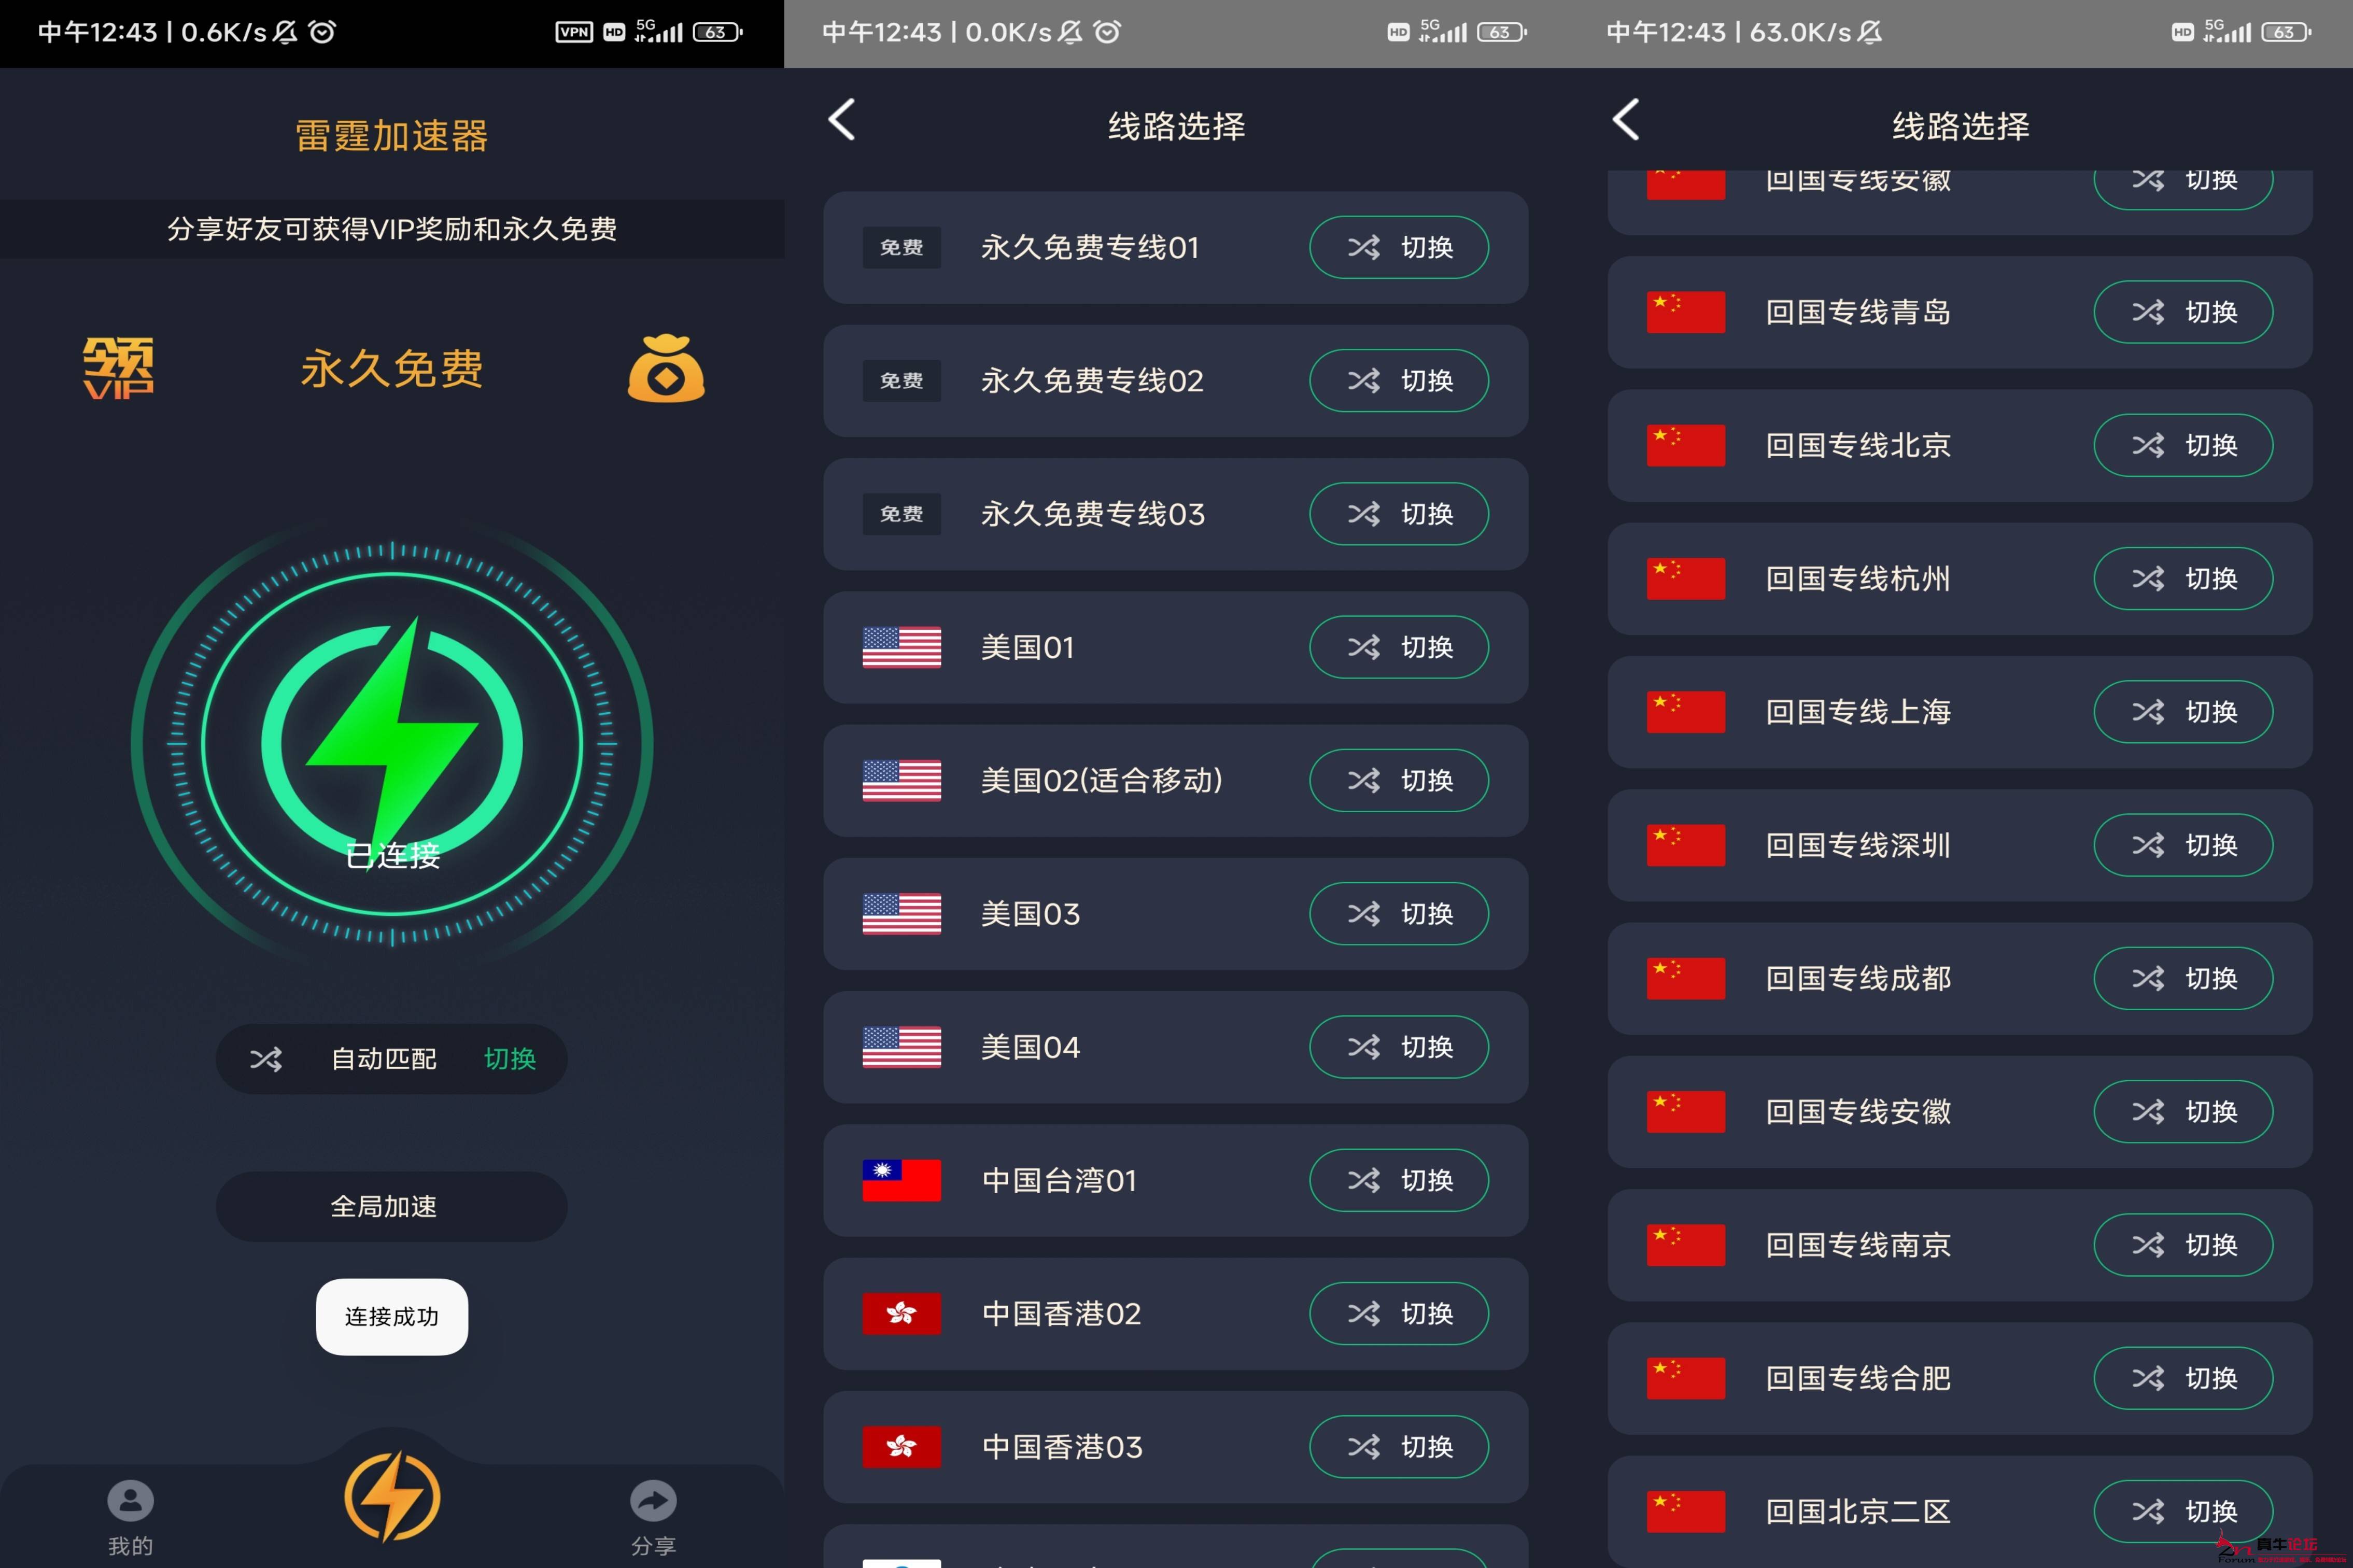 中午12:43 | 0.6K/s
VPN HD 5G 63
雷霆加速器
分享好友可获得VIP奖励和永久免费
领
VIP
永久免费
已连接
自动匹配 切换
全局加速
连接成功
我的
分享
中午12:43 | 0.0K/s
HD 5G 63
线路选择
免费 永久免费专线01 切换
免费 永久免费专线02 切换
免费 永久免费专线03 切换
美国01 切换
美国02(适合移动) 切换
美国03 切换
美国04 切换
中国台湾01 切换
中国香港02 切换
中国香港03 切换
中午12:43 | 63.0K/s
HD 5G 63
线路选择
回国专线安徽 切换
回国专线青岛 切换
回国专线北京 切换
回国专线杭州 切换
回国专线上海 切换
回国专线深圳 切换
回国专线成都 切换
回国专线安徽 切换
回国专线南京 切换
回国专线合肥 切换
回国北京二区 切换
真牛论坛
Forum